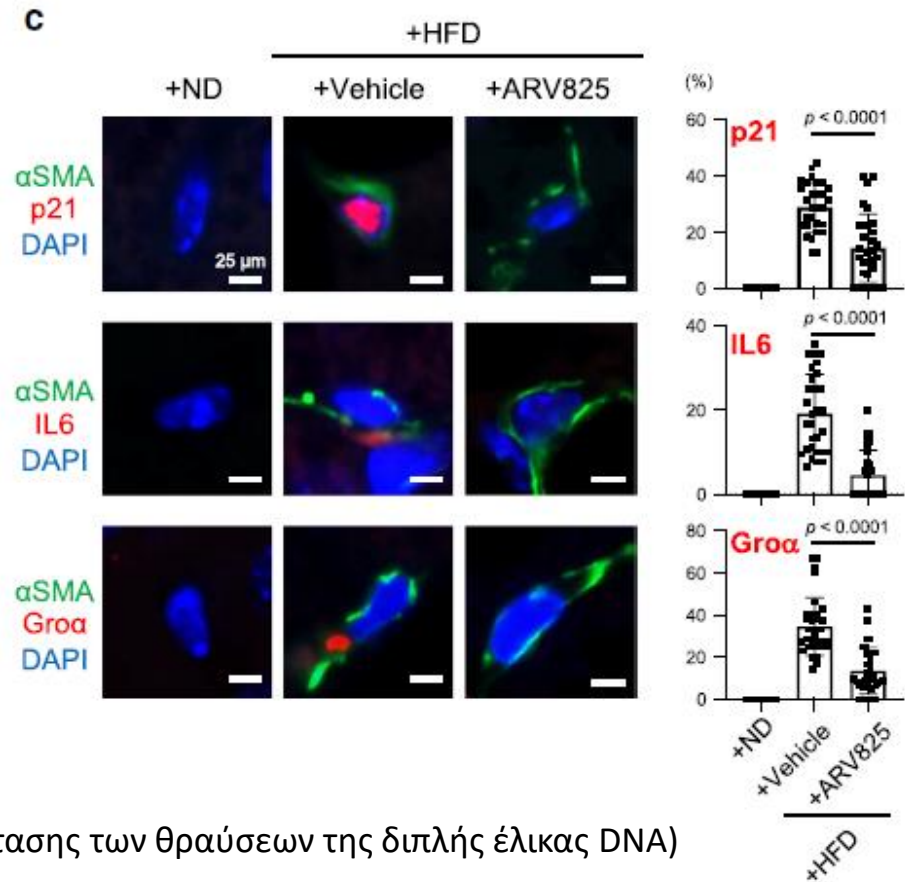 C
+HFD
+ND +Vehicle +ARV825
αSMA
p21
DAPI
25 µm
αSMA
IL6
DAPI
αSMA
Groα
DAPI
(%)
p21
p < 0.0001
60
40
20
0
IL6
p < 0.0001
40
20
0
Groα
p < 0.0001
80
60
40
20
0
+ND
+Vehicle
+ARV825
+HFD
των θραύσεων της διπλής έλικας DNA)